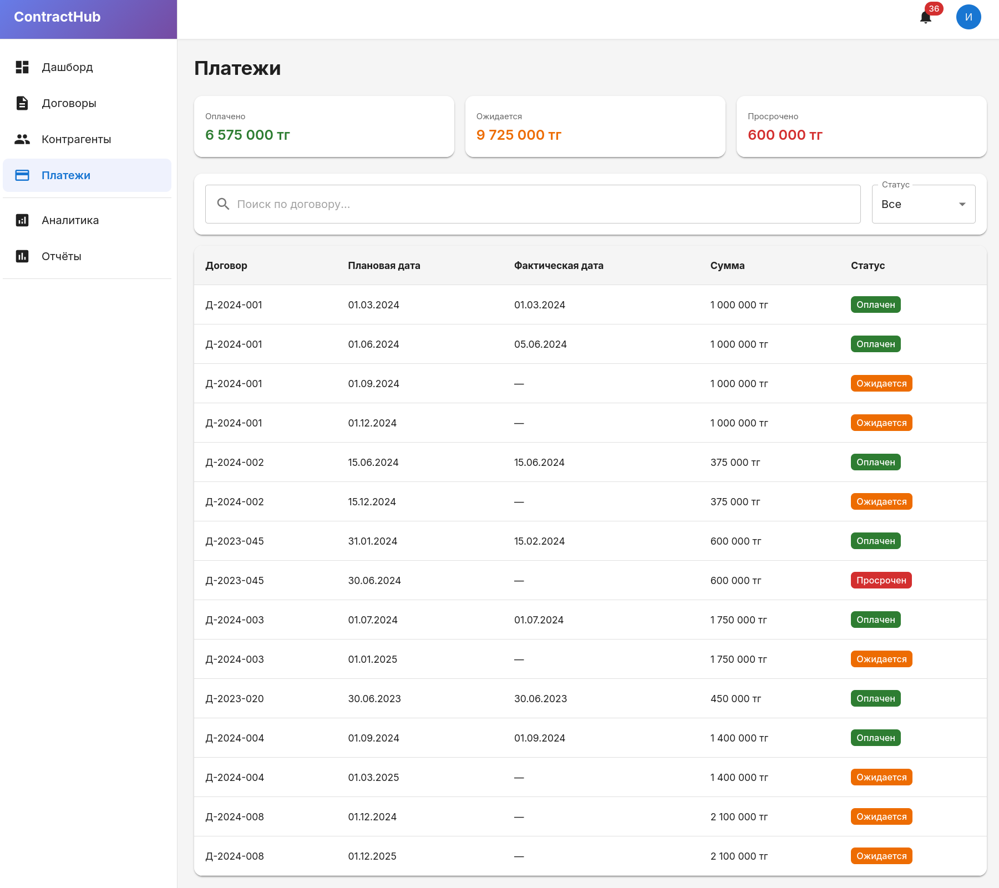 ContractHub
36
И
Дашборд
Договоры
Контрагенты
Платежи
Аналитика
Отчёты
Платежи
Оплачено
6 575 000 тг
Ожидается
9 725 000 тг
Просрочено
600 000 тг
Поиск по договору...
Статус
Все
Договор Плановая дата Фактическая дата Сумма Статус
Д-2024-001 01.03.2024 01.03.2024 1 000 000 тг Оплачен
Д-2024-001 01.06.2024 05.06.2024 1 000 000 тг Оплачен
Д-2024-001 01.09.2024 — 1 000 000 тг Ожидается
Д-2024-001 01.12.2024 — 1 000 000 тг Ожидается
Д-2024-002 15.06.2024 15.06.2024 375 000 тг Оплачен
Д-2024-002 15.12.2024 — 375 000 тг Ожидается
Д-2023-045 31.01.2024 15.02.2024 600 000 тг Оплачен
Д-2023-045 30.06.2024 — 600 000 тг Просрочен
Д-2024-003 01.07.2024 01.07.2024 1 750 000 тг Оплачен
Д-2024-003 01.01.2025 — 1 750 000 тг Ожидается
Д-2023-020 30.06.2023 30.06.2023 450 000 тг Оплачен
Д-2024-004 01.09.2024 01.09.2024 1 400 000 тг Оплачен
Д-2024-004 01.03.2025 — 1 400 000 тг Ожидается
Д-2024-008 01.12.2024 — 2 100 000 тг Ожидается
Д-2024-008 01.12.2025 — 2 100 000 тг Ожидается